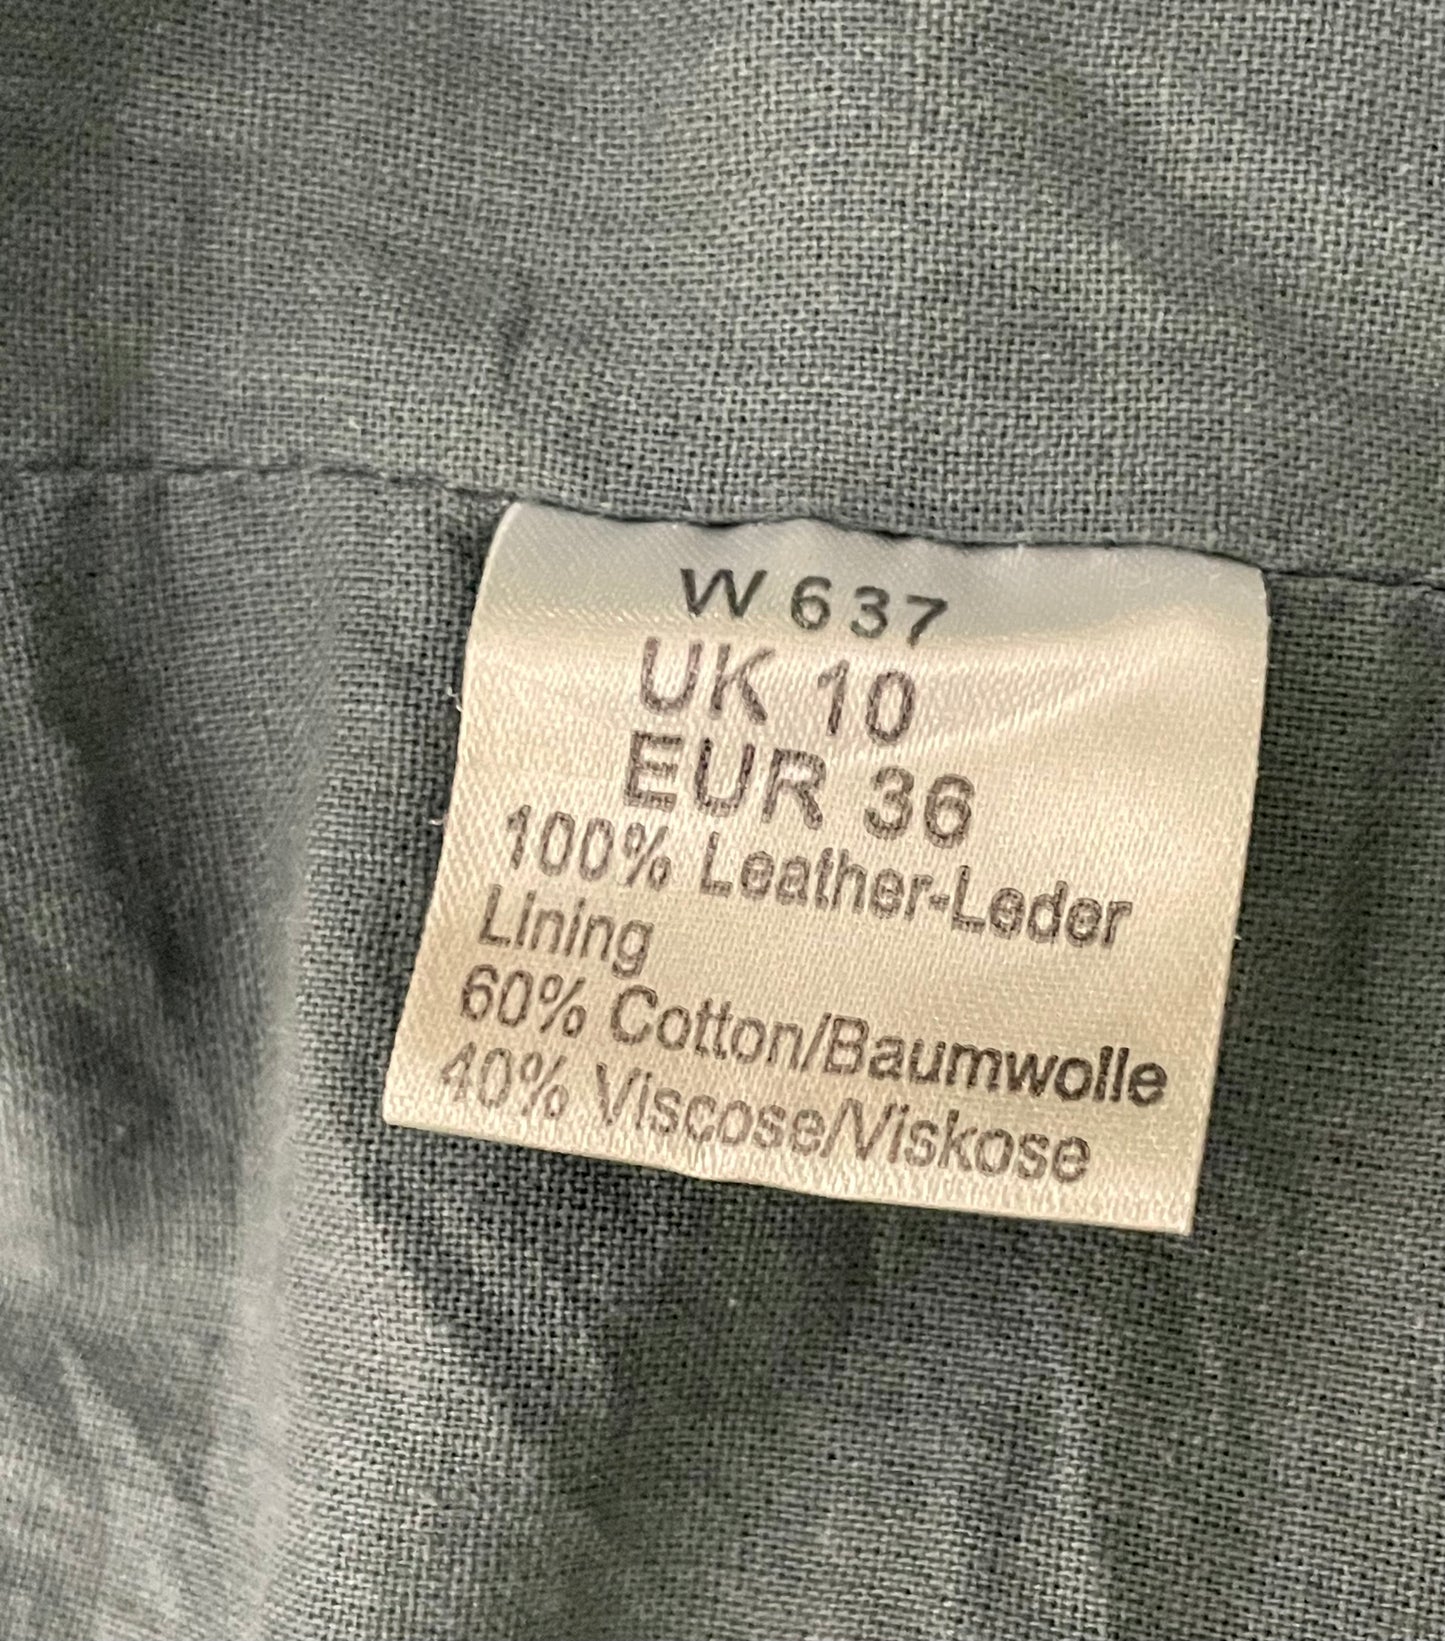 W 637
UK 10
EUR 36
100% Leather-Leder
Lining
60% Cotton/Baumwolle
40% Viscose/Viskose